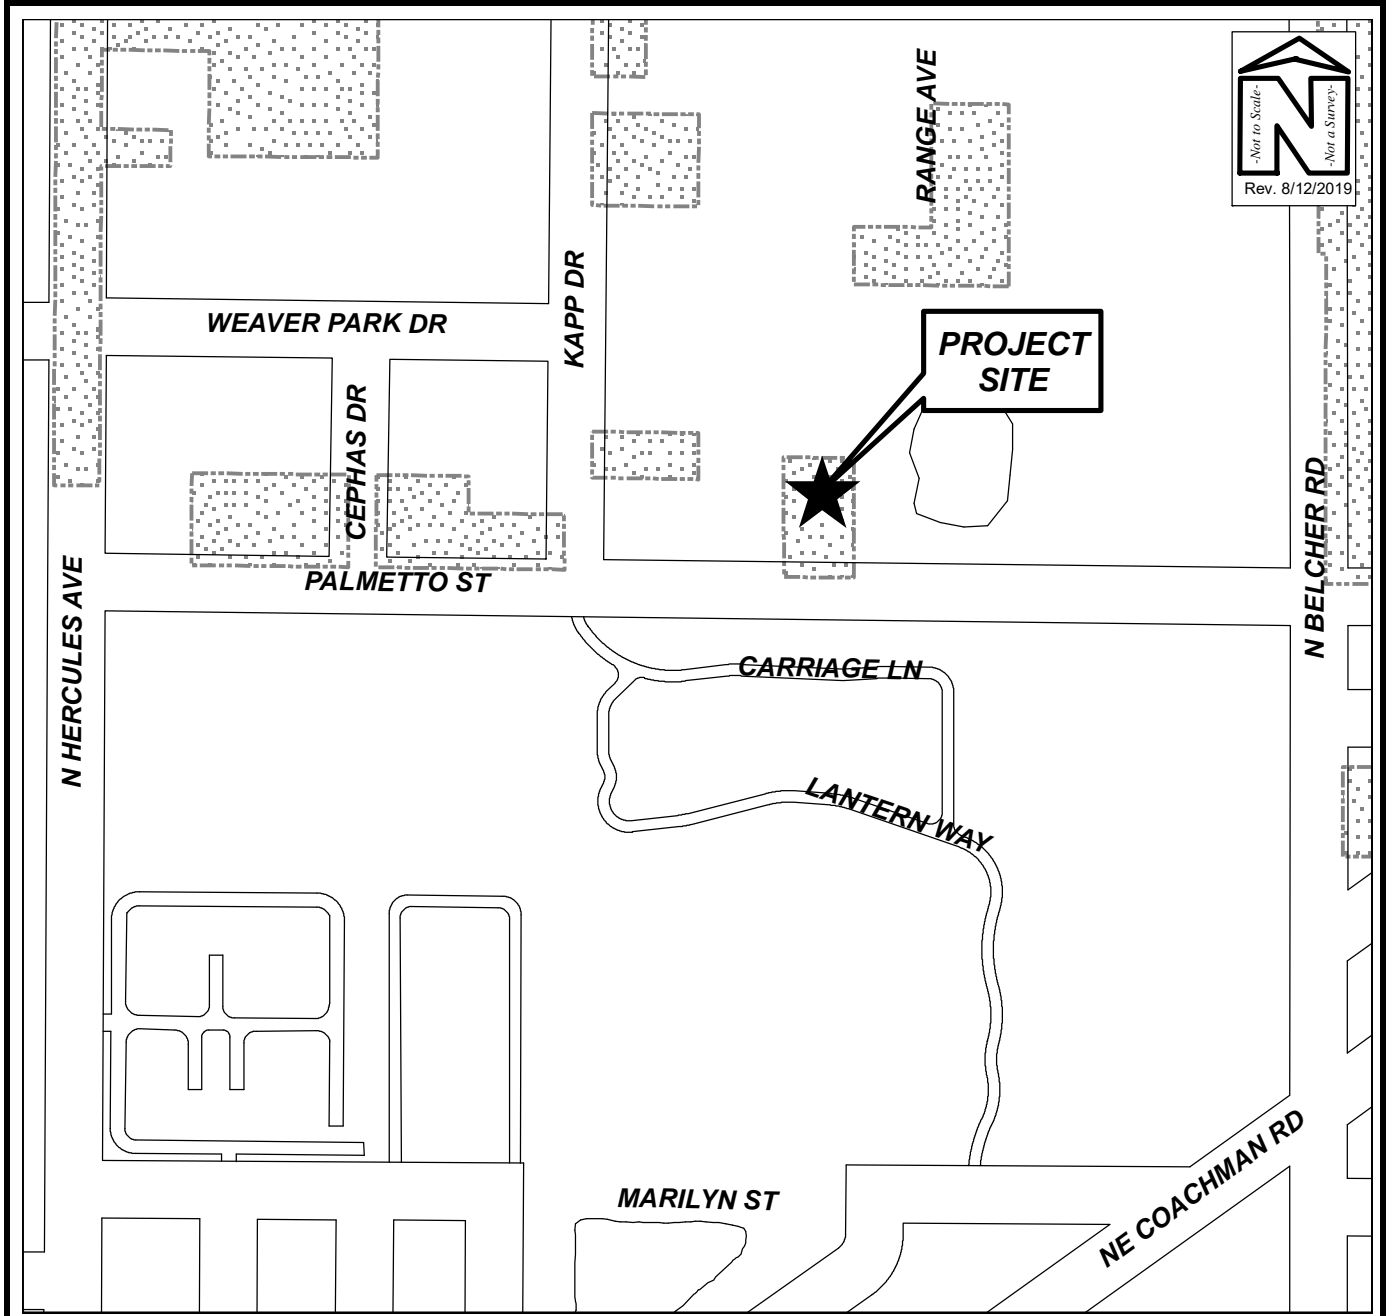 RANGE AVE
-Not to Scale-
-Not a Survey-
Rev. 8/12/2019
KAPP DR
WEAVER PARK DR
PROJECT
SITE
CEPHAS DR
N BELCHER RD
PALMETTO ST
N HERCULES AVE
CARRIAGE LN
LANTERN WAY
MARILYN ST
NE COACHMAN RD